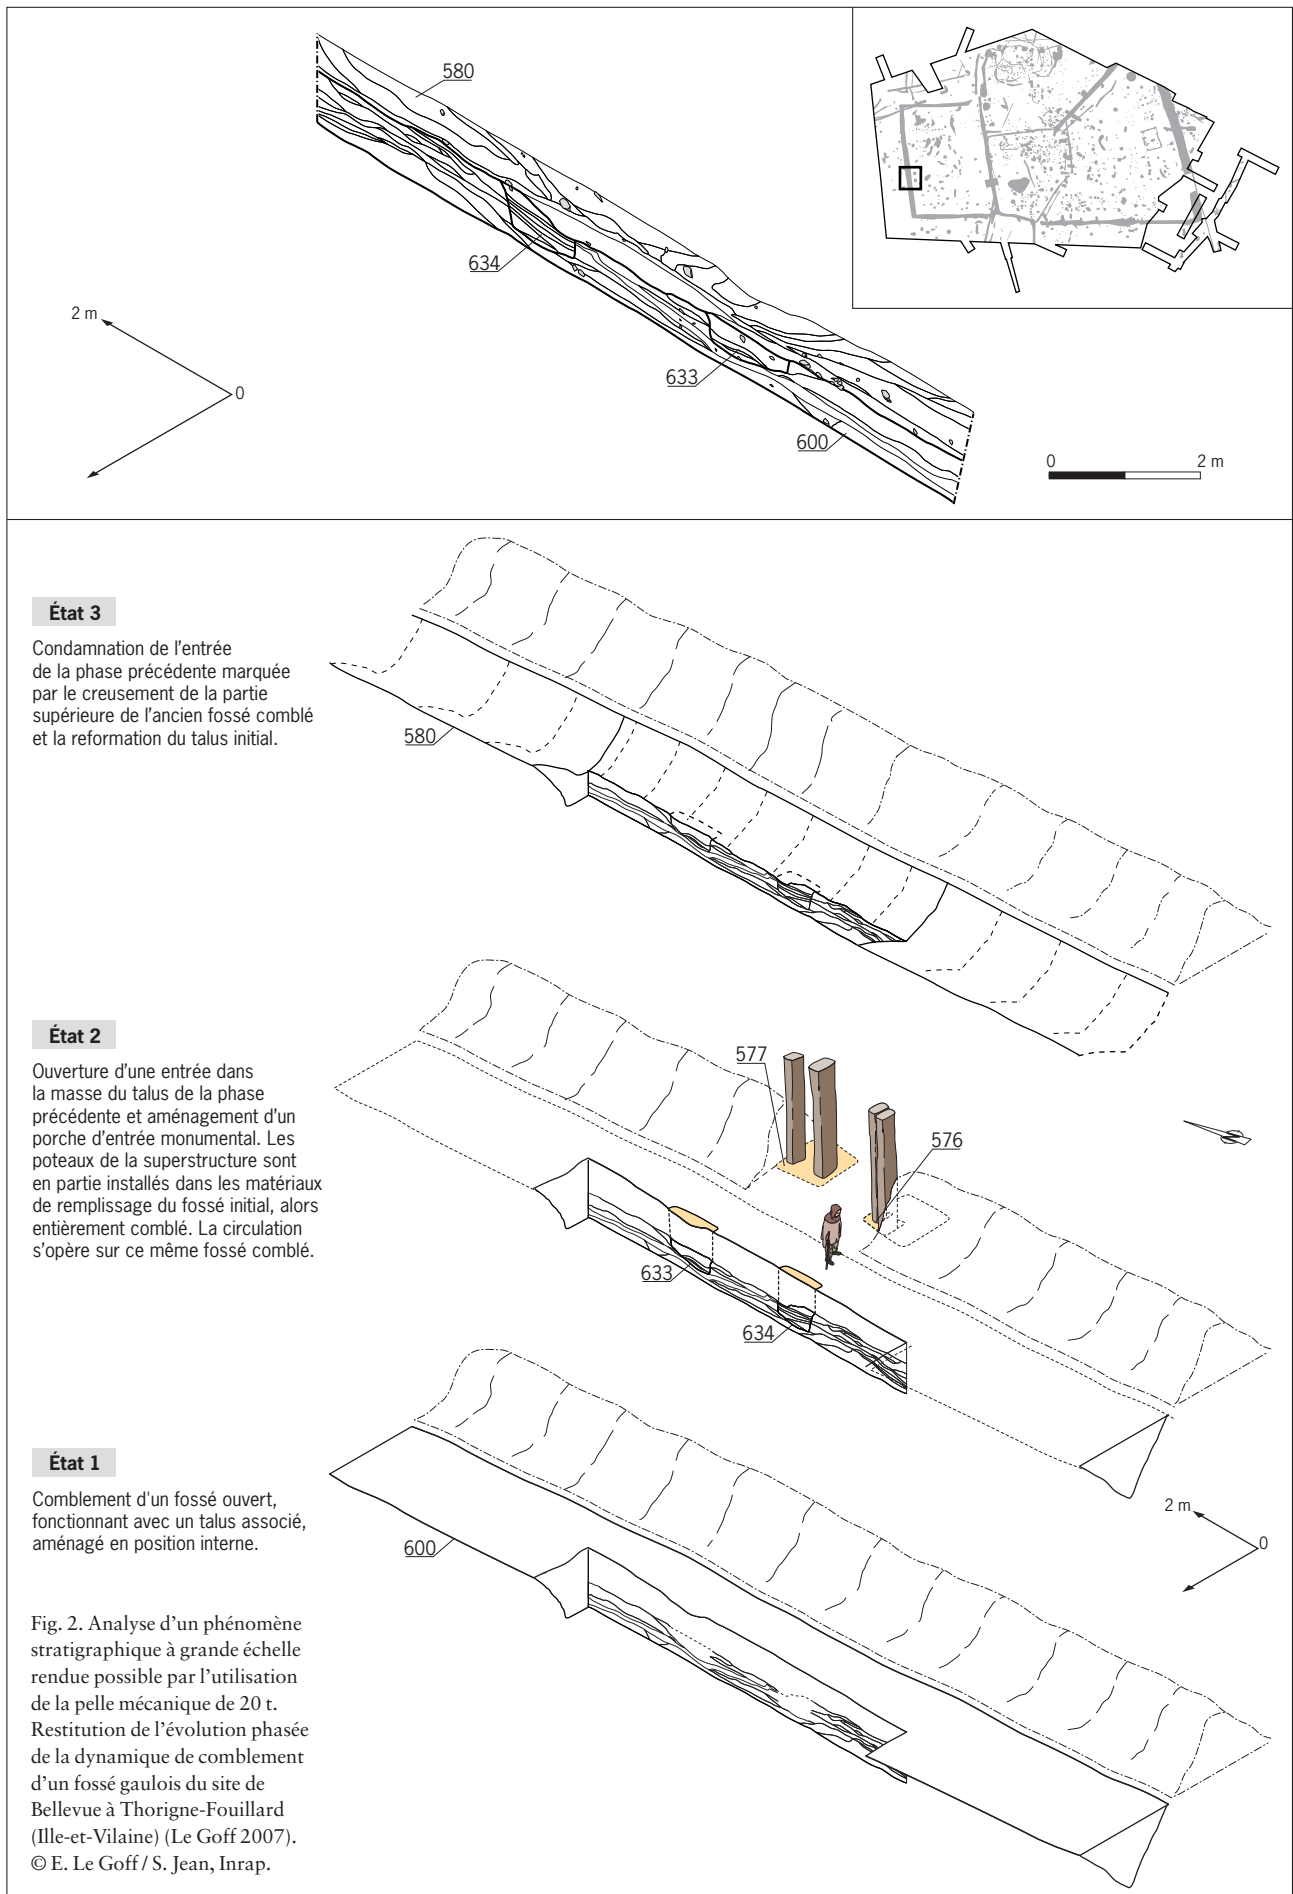 580
634
633
600
2 m
0
0 2 m
État 3
Condamnation de l'entrée
de la phase précédente marquée
par le creusement de la partie
supérieure de l'ancien fossé comblé
et la reformation du talus initial.
580
État 2
Ouverture d'une entrée dans
la masse du talus de la phase
précédente et aménagement d'un
porche d'entrée monumental. Les
poteaux de la superstructure sont
en partie installés dans les matériaux
de remplissage du fossé initial, alors
entièrement comblé. La circulation
s'opère sur ce même fossé comblé.
577
576
633
634
État 1
Comblement d'un fossé ouvert,
fonctionnant avec un talus associé,
aménagé en position interne.
600
2 m
0
Fig. 2. Analyse d'un phénomène
stratigraphique à grande échelle
rendue possible par l'utilisation
de la pelle mécanique de 20 t.
Restitution de l'évolution phasée
de la dynamique de comblement
d'un fossé gaulois du site de
Bellevue à Thorigne-Fouillard
(Ille-et-Vilaine) (Le Goff 2007).
© E. Le Goff / S. Jean, Inrap.